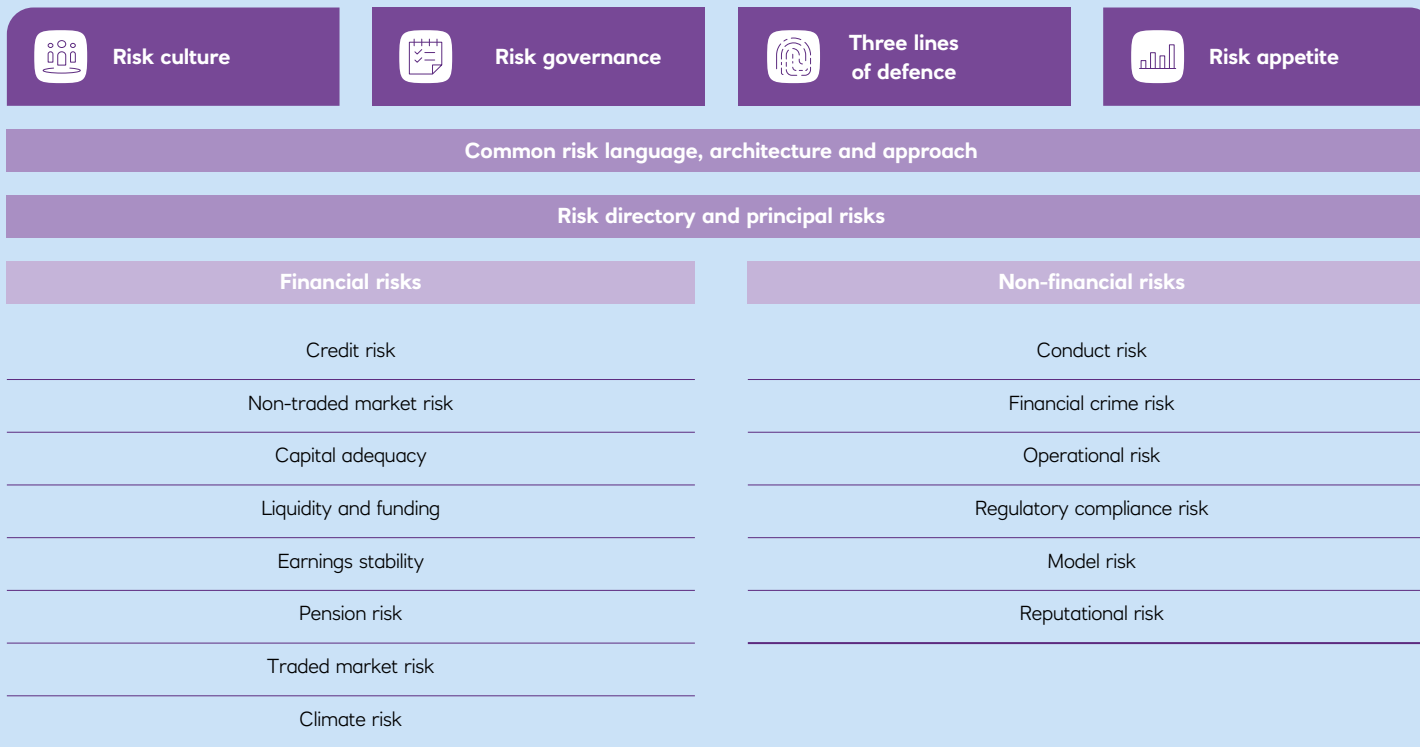 Risk culture
Risk governance
Three lines
of defence
Risk appetite
Common risk language, architecture and approach
Risk directory and principal risks
Financial risks
Credit risk
Non-traded market risk
Capital adequacy
Liquidity and funding
Earnings stability
Pension risk
Traded market risk
Climate risk
Non-financial risks
Conduct risk
Financial crime risk
Operational risk
Regulatory compliance risk
Model risk
Reputational risk